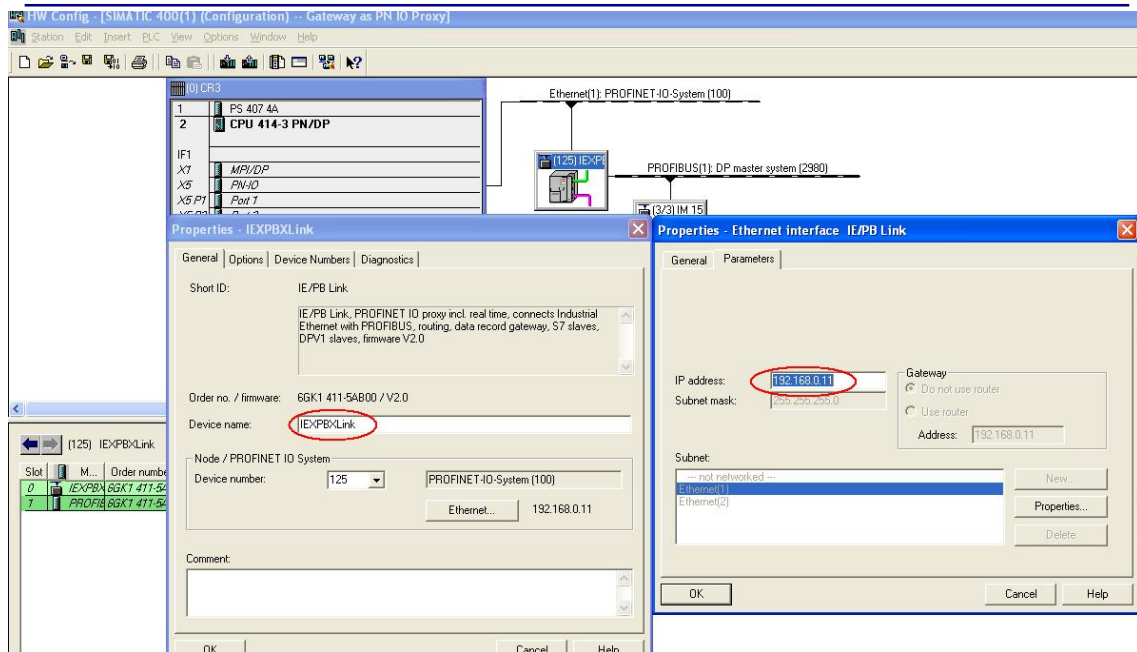 HW Config - [SIMATIC 400(1) (Configuration) -- Gateway as PN IO Proxy]
Station Edit Insert PLC View Options Window Help
(0) CR3
1 PS 407 4A
2 CPU 414-3 PN/DP
IF1
X1 MPI/DP
X5 PN-IO
X5 P1 Port 1
Ethernet(1): PROFINET-IO-System (100)
(125) IEXPE
PROFIBUS(1): DP master system (2980)
(3/3) IM 15
Properties - IEXPBXLink
General Options Device Numbers Diagnostics
Short ID: IE/PB Link
IE/PB Link, PROFINET IO proxy incl. real time, connects Industrial
Ethernet with PROFIBUS, routing, data record gateway, S7 slaves,
DPV1 slaves, firmware V2.0
Order no. / firmware: 6GK1 411-5AB00 / V2.0
Device name: IEXPBXLink
Node / PROFINET IO System
Device number: 125 PROFINET-IO-System (100)
Ethernet... 192.168.0.11
Comment:
OK Cancel Help
Properties - Ethernet interface IE/PB Link
General Parameters
IP address: 192.168.0.11
Subnet mask: 255.255.255.0
Gateway
Do not use router
Use router
Address: 192.168.0.11
Subnet:
--- not networked ---
Ethernet(1)
Ethernet(2)
New...
Properties...
Delete
OK Cancel Help
(125) IEXPBXLink
Slot M... Order numbe
0 IEXPBX 6GK1 411-5A
1 PROFIE 6GK1 411-5A